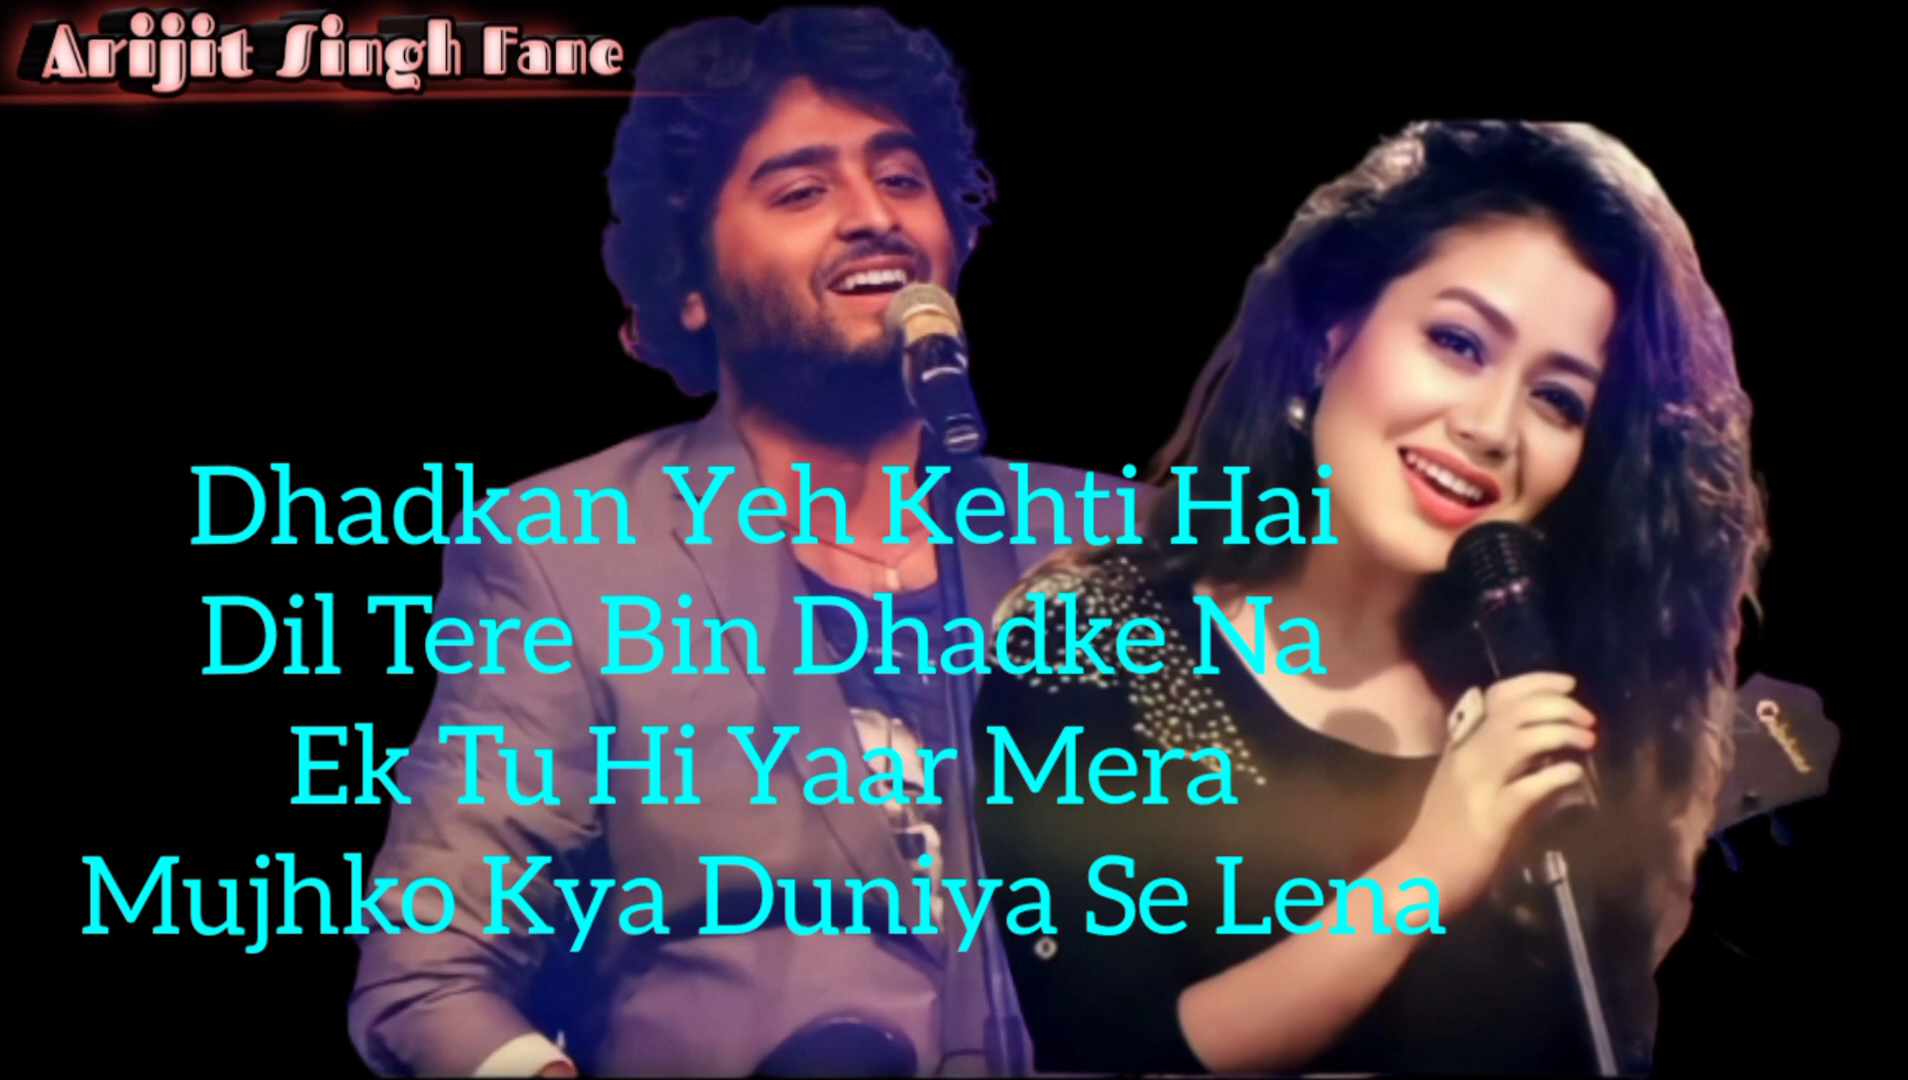 Arijit Singh Fane
Dhadkan Yeh Kehti Hai
Dil Tere Bin Dhadke Na
Ek Tu Hi Yaar Mera
Mujhko Kya Duniya Se Lena